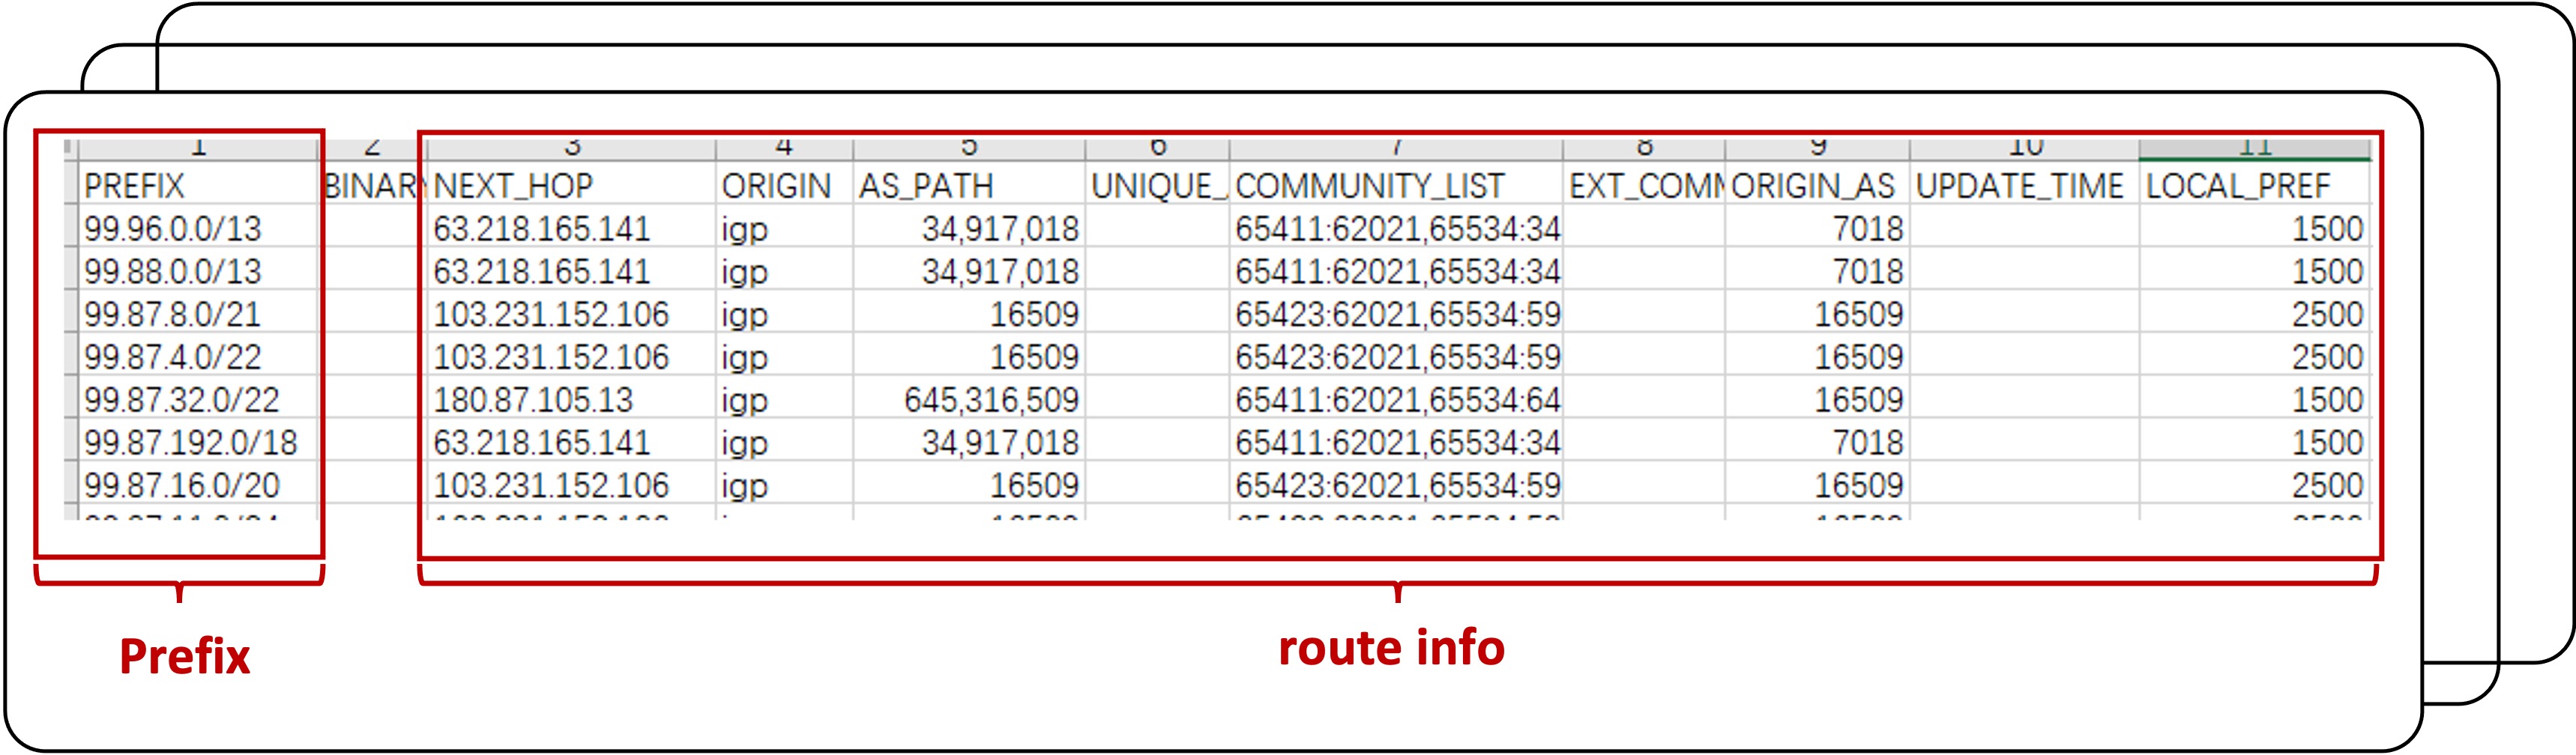 1 2 3 4 5 6 7 8 9 10 11
PREFIX BINAR NEXT_HOP ORIGIN AS_PATH UNIQUE_ COMMUNITY_LIST EXT_COMM ORIGIN_AS UPDATE_TIME LOCAL_PREF
99.96.0.0/13 63.218.165.141 igp 34,917,018 65411:62021,65534:34 7018 1500
99.88.0.0/13 63.218.165.141 igp 34,917,018 65411:62021,65534:34 7018 1500
99.87.8.0/21 103.231.152.106 igp 16509 65423:62021,65534:59 16509 2500
99.87.4.0/22 103.231.152.106 igp 16509 65423:62021,65534:59 16509 2500
99.87.32.0/22 180.87.105.13 igp 645,316,509 65411:62021,65534:64 16509 1500
99.87.192.0/18 63.218.165.141 igp 34,917,018 65411:62021,65534:34 7018 1500
99.87.16.0/20 103.231.152.106 igp 16509 65423:62021,65534:59 16509 2500
Prefix route info